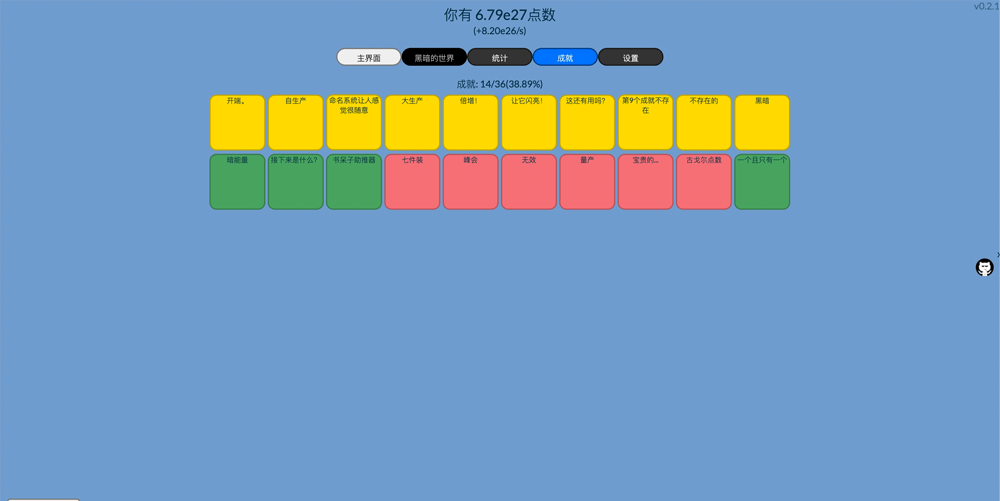 v0.2.1
你有 6.79e27点数
(+8.20e26/s)
主界面
黑暗的世界
统计
成就
设置
成就: 14/36(38.89%)
开端。
自生产
命名系统让人感
觉很随意
大生产
倍增!
让它闪亮!
这还有用吗?
第9个成就不存
在
不存在的
黑暗
暗能量
接下来是什么?
书呆子助推器
七件装
峰会
无效
量产
宝贵的...
古戈尔点数
一个且只有一个